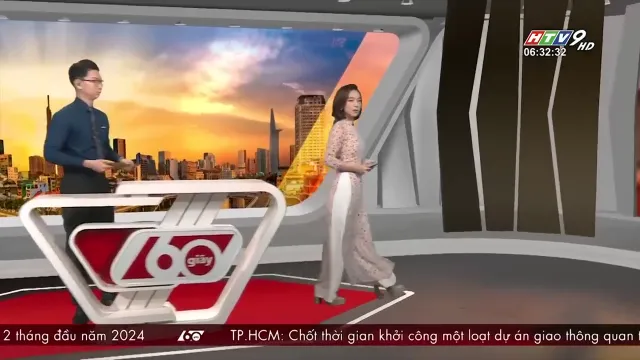 HTV9 HD
06:32:32
60 giây
2 tháng đầu năm 2024 60 TP.HCM: Chốt thời gian khởi công một loạt dự án giao thông quan t